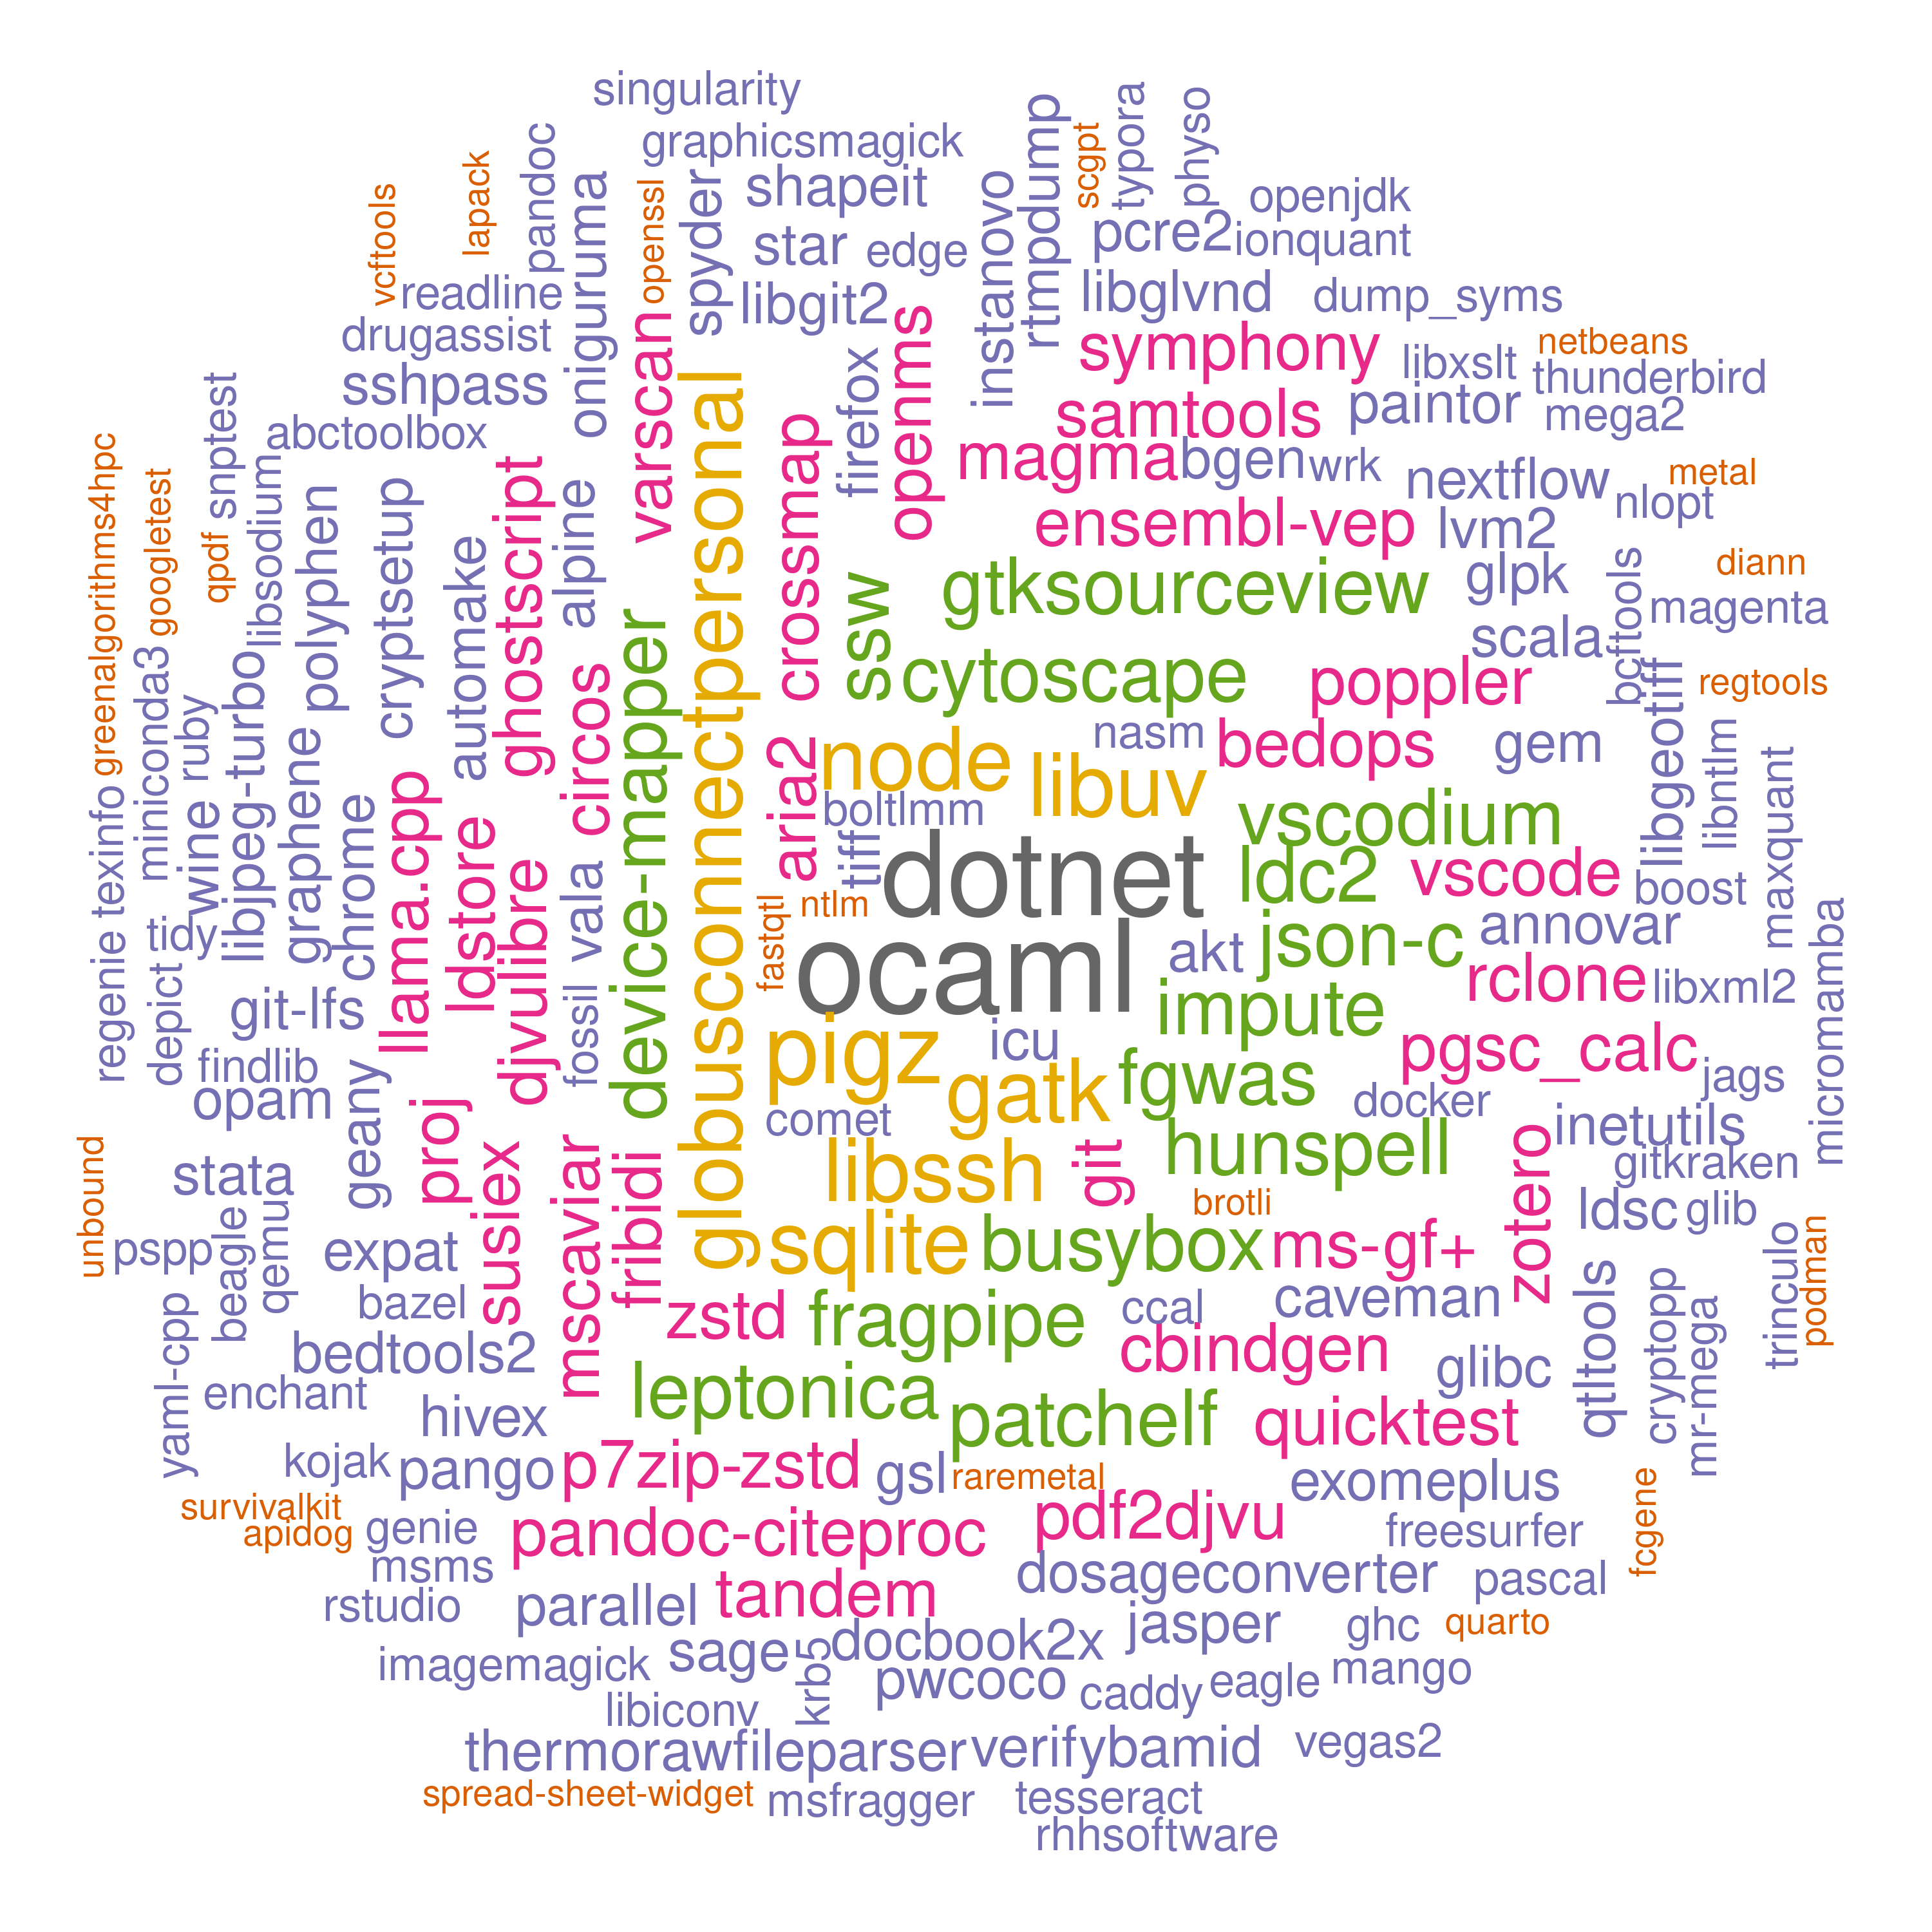 singularity
graphicsmagick
pandoc
lapack
vcftools
oniguruma
openssl
spyder
shapeit
star
edge
libgit2
instanovo
rtmpdump
scgpt
typora
physo
openjdk
pcre2
ionquant
libglvnd
dump_syms
readline
drugassist
sshpass
abctoolbox
snptest
varscan
firefox
openms
symphony
netbeans
libxslt
thunderbird
samtools
paintor
mega2
magma
bgen
wrk
nextflow
metal
nlopt
ensembl-vep
lvm2
greenalgorithms4hpc
googletest
qpdf
libsodium
polyphen
cryptsetup
automake
ghostscript
alpine
globusconnectpersonal
crossmap
ssw
gtksourceview
glpk
bcftools
diann
magenta
scala
cytoscape
poppler
regtools
miniconda3
ruby
libjpeg-turbo
graphene
circos
device-mapper
aria2
node
libuv
nasm
bedops
gem
libgeotiff
libntlm
maxquant
boltlmm
tiff
vscodium
texinfo
wine
chrome
llama.cpp
ldstore
djvulibre
vala
dotnet
ldc2
vscode
boost
ntlm
fastqtl
regenie
tidy
depict
git-lfs
fossil
ocaml
akt
json-c
annovar
rclone
libxml2
micromamba
impute
findlib
opam
geany
proj
pigz
icu
gatk
fgwas
pgsc_calc
docker
jags
comet
inetutils
unbound
stata
susiex
mscaviar
fribidi
libssh
git
hunspell
zotero
gitkraken
brotli
ldsc
glib
pspp
beagle
qemu
expat
sqlite
busybox
ms-gf+
qtltools
trinculo
podman
yaml-cpp
bazel
zstd
fragpipe
ccal
caveman
cryptopp
mr-mega
bedtools2
cbindgen
glibc
enchant
leptonica
hivex
patchelf
quicktest
kojak
pango
p7zip-zstd
gsl
raremetal
exomeplus
fcgene
survivalkit
apidog
genie
pandoc-citeproc
pdf2djvu
freesurfer
msms
dosageconverter
pascal
rstudio
parallel
tandem
jasper
ghc
quarto
imagemagick
sage
krb5
docbook2x
pwcoco
caddy
eagle
mango
libiconv
thermorawfileparser
verifybamid
vegas2
spread-sheet-widget
msfragger
tesseract
rhhsoftware